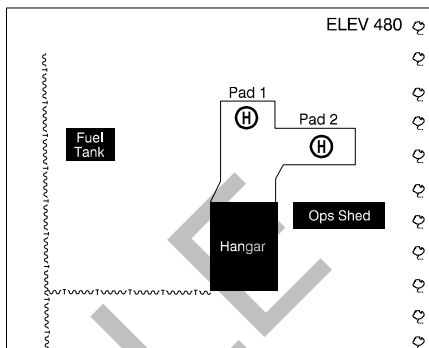 ELEV 480
Pad 1
H
Pad 2
H
Fuel
Tank
Ops Shed
Hangar